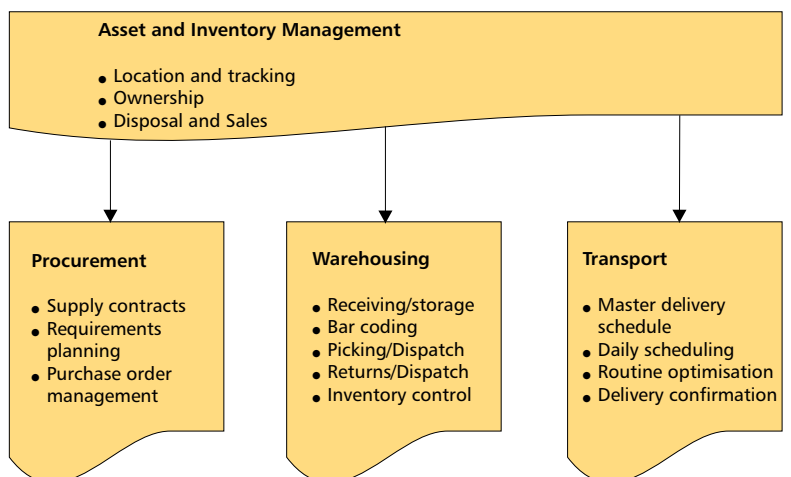 Asset and Inventory Management
● Location and tracking
● Ownership
● Disposal and Sales
Procurement
● Supply contracts
● Requirements
planning
● Purchase order
management
Warehousing
● Receiving/storage
● Bar coding
● Picking/Dispatch
● Returns/Dispatch
● Inventory control
Transport
● Master delivery
schedule
● Daily scheduling
● Routine optimisation
● Delivery confirmation